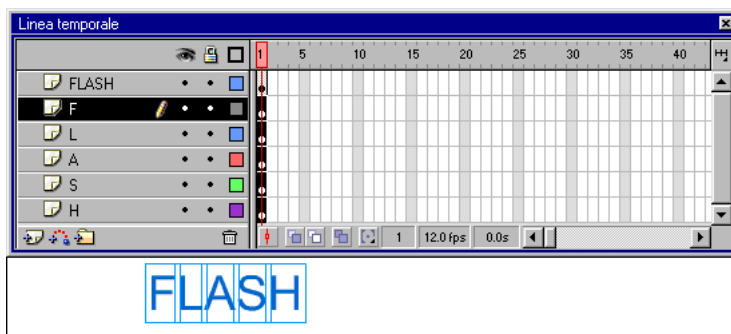 Linea temporale
1 5 10 15 20 25 30 35 40
FLASH
F
L
A
S
H
1 12.0 fps 0.0s
FLASH